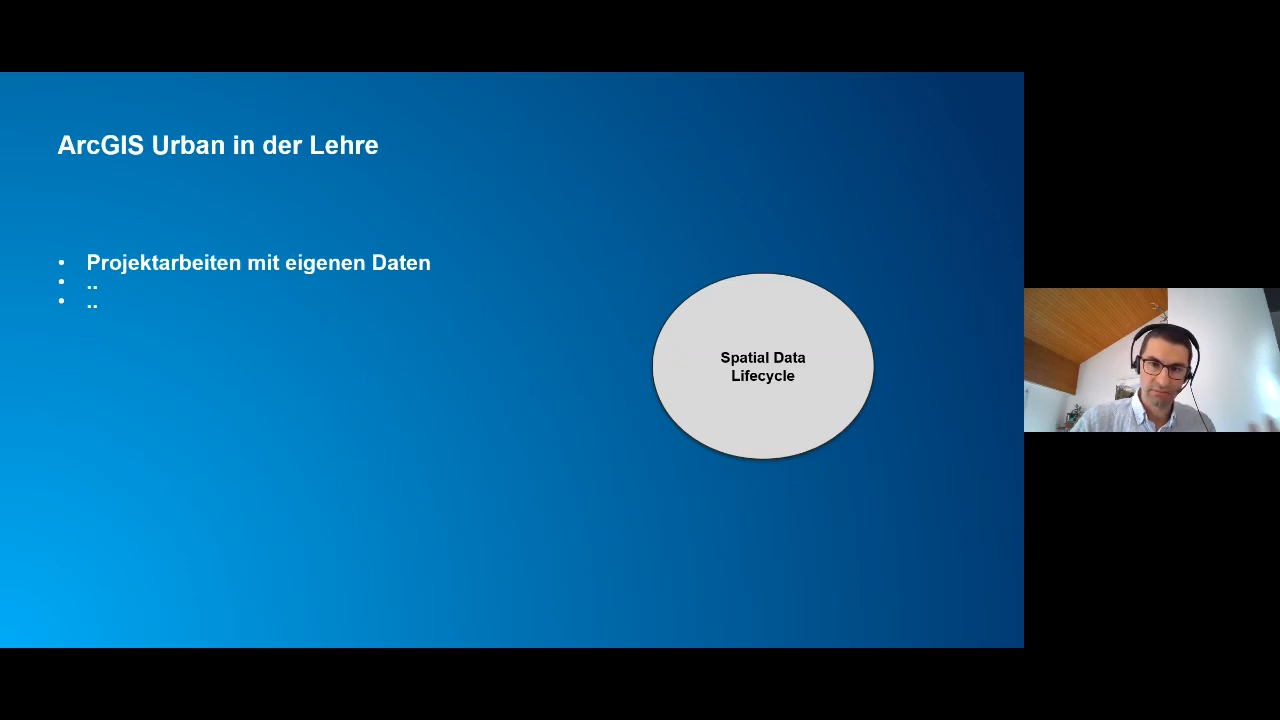 ArcGIS Urban in der Lehre
• Projektarbeiten mit eigenen Daten
• ..
• ..
Spatial Data
Lifecycle